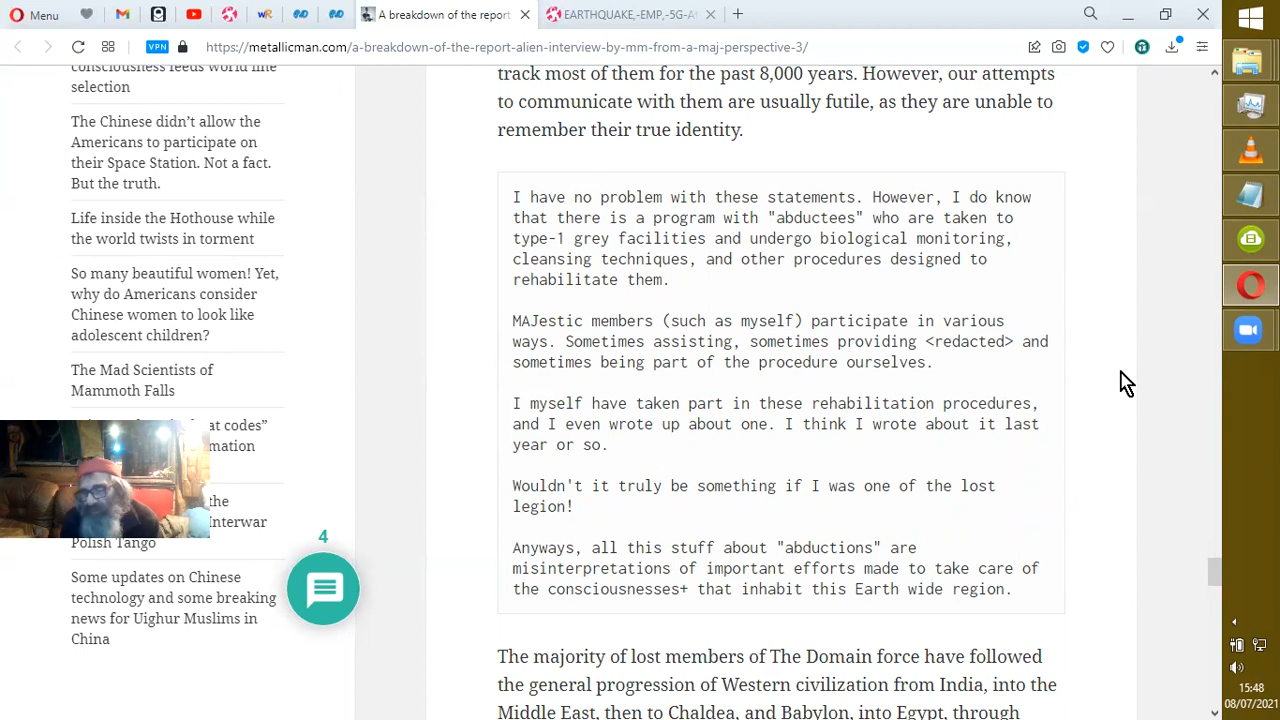 Menu
A breakdown of the report
EARTHQUAKE,-EMP,-5G-A
VPN
https://metallicman.com/a-breakdown-of-the-report-alien-interview-by-mm-from-a-maj-perspective-3/
consciousness feeds world line
selection
The Chinese didn’t allow the
Americans to participate on
their Space Station. Not a fact.
But the truth.
Life inside the Hothouse while
the world twists in torment
So many beautiful women! Yet,
why do Americans consider
Chinese women to look like
adolescent children?
The Mad Scientists of
Mammoth Falls
at codes”
mation
the
Interwar
Polish Tango
Some updates on Chinese
technology and some breaking
news for Uighur Muslims in
China
4
track most of them for the past 8,000 years. However, our attempts
to communicate with them are usually futile, as they are unable to
remember their true identity.
I have no problem with these statements. However, I do know
that there is a program with "abductees" who are taken to
type-1 grey facilities and undergo biological monitoring,
cleansing techniques, and other procedures designed to
rehabilitate them.
MAJestic members (such as myself) participate in various
ways. Sometimes assisting, sometimes providing <redacted> and
sometimes being part of the procedure ourselves.
I myself have taken part in these rehabilitation procedures,
and I even wrote up about one. I think I wrote about it last
year or so.
Wouldn't it truly be something if I was one of the lost
legion!
Anyways, all this stuff about "abductions" are
misinterpretations of important efforts made to take care of
the consciousnesses+ that inhabit this Earth wide region.
The majority of lost members of The Domain force have followed
the general progression of Western civilization from India, into the
Middle East, then to Chaldea, and Babylon, into Egypt, through
15:48
08/07/2021